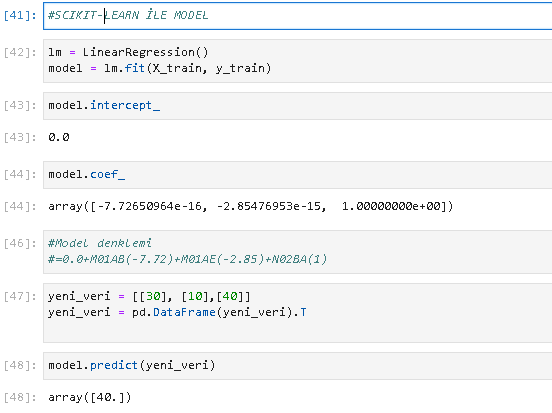 [41]: #SCIKIT-LEARN İLE MODEL
[42]: lm = LinearRegression()
model = lm.fit(X_train, y_train)
[43]: model.intercept_
[43]: 0.0
[44]: model.coef_
[44]: array([-7.72650964e-16, -2.85476953e-15,  1.00000000e+00])
[46]: #Model denklemi
#=0.0+M01AB(-7.72)+M01AE(-2.85)+N02BA(1)
[47]: yeni_veri = [[30], [10],[40]]
yeni_veri = pd.DataFrame(yeni_veri).T
[48]: model.predict(yeni_veri)
[48]: array([40.])